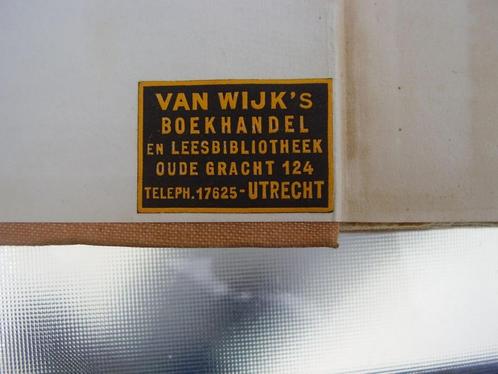 VAN WIJK'S
BOEKHANDEL
EN LEESBIBLIOTHEEK
OUDE GRACHT 124
TELEPH. 17625 - UTRECHT